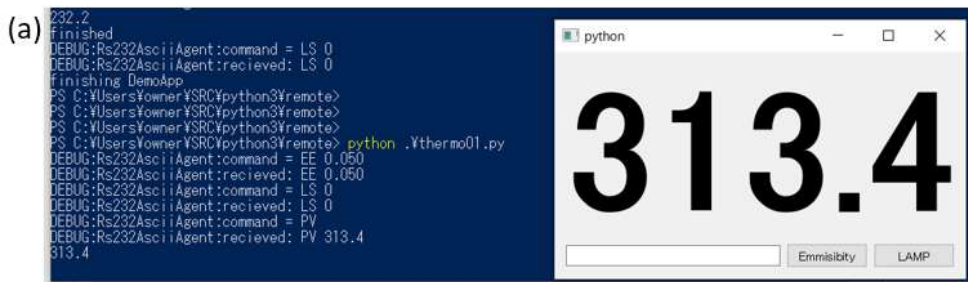 (a)
232.2
finished
DEBUG:Rs232AsciiAgent:command = LS 0
DEBUG:Rs232AsciiAgent:recieved: LS 0
finishing DemoApp
PS C:¥Users¥owner¥SRC¥python3¥remote>
PS C:¥Users¥owner¥SRC¥python3¥remote>
PS C:¥Users¥owner¥SRC¥python3¥remote>
PS C:¥Users¥owner¥SRC¥python3¥remote> python .¥thermo01.py
DEBUG:Rs232AsciiAgent:command = EE 0.050
DEBUG:Rs232AsciiAgent:recieved: EE 0.050
DEBUG:Rs232AsciiAgent:command = LS 0
DEBUG:Rs232AsciiAgent:recieved: LS 0
DEBUG:Rs232AsciiAgent:command = PV
DEBUG:Rs232AsciiAgent:recieved: PV 313.4
313.4
python
313.4
Emmisibity LAMP